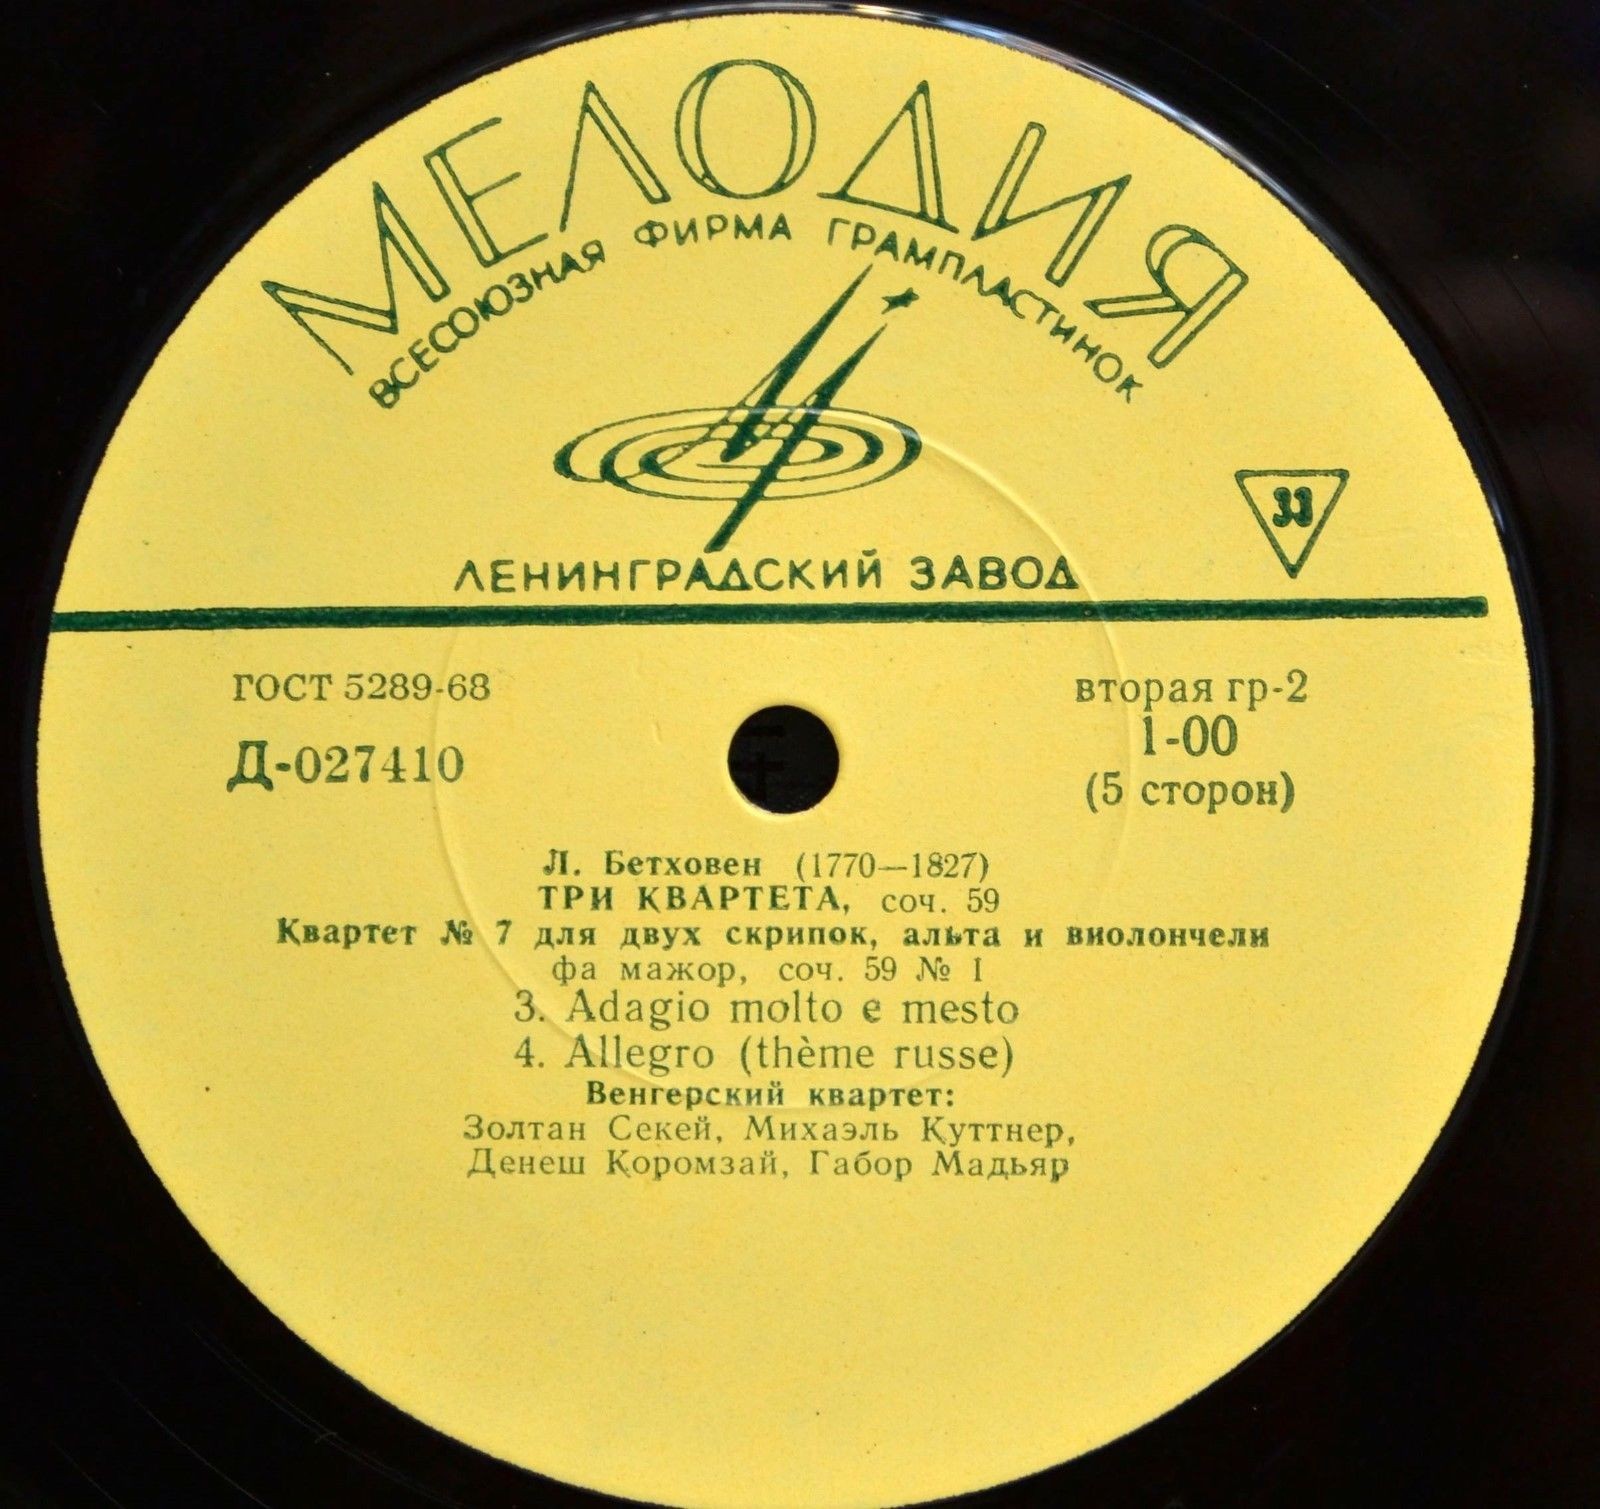 МЕЛОДИЯ
ВСЕСОЮЗНАЯ ФИРМА ГРАМПЛАСТИНОК
33
ЛЕНИНГРАДСКИЙ ЗАВОД
ГОСТ 5289-68
вторая гр-2
Д-027410
1-00
(5 сторон)
Л. Бетховен (1770—1827)
ТРИ КВАРТЕТА, соч. 59
Квартет № 7 для двух скрипок, альта и виолончели
фа мажор, соч. 59 № 1
3. Adagio molto e mesto
4. Allegro (thème russe)
Венгерский квартет:
Золтан Секей, Михаэль Куттнер,
Денеш Коромзай, Габор Мадьяр